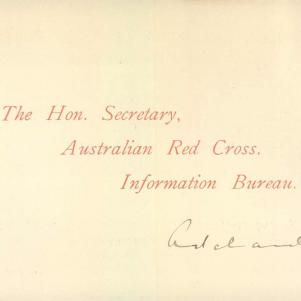 The Hon. Secretary,
Australian Red Cross.
Information Bureau.